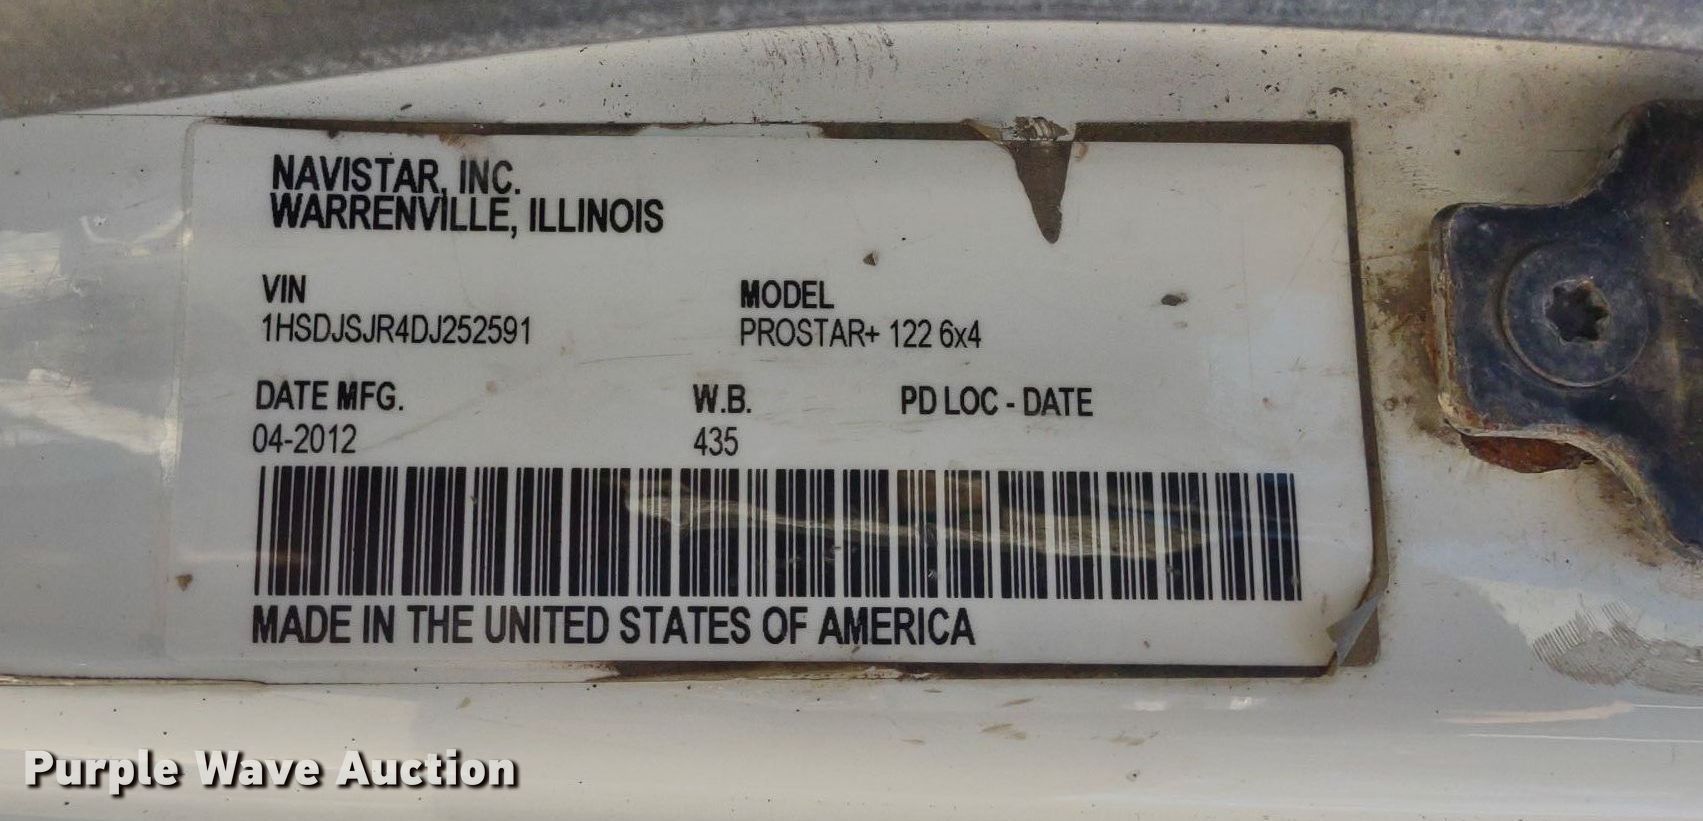 NAVISTAR, INC.
WARRENVILLE, ILLINOIS
VIN
1HSDJSJR4DJ252591
MODEL
PROSTAR+ 122 6x4
DATE MFG.
04-2012
W.B.
435
PD LOC - DATE
MADE IN THE UNITED STATES OF AMERICA
Purple Wave Auction